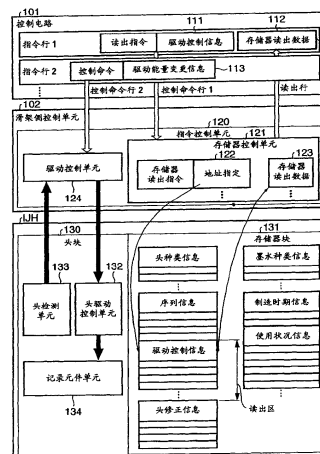 101
控制电路
111
112
指令行1
读出指令
驱动控制信息
存储器读出数据
指令行2
控制命令
驱动能量变更信息
113
控制命令行2
控制命令行1
读出行
102
滑架侧控制单元
120
指令控制单元
121
存储器控制单元
122
123
驱动控制单元
124
存储器
读出指令
地址指定
存储器
读出数据
IJH
130
头块
131
存储器块
133
132
头检测
单元
头驱动
控制单元
记录元件单元
134
头种类信息
墨水种类信息
序列信息
制造时期信息
驱动控制信息
使用状况信息
头修正信息
读出区